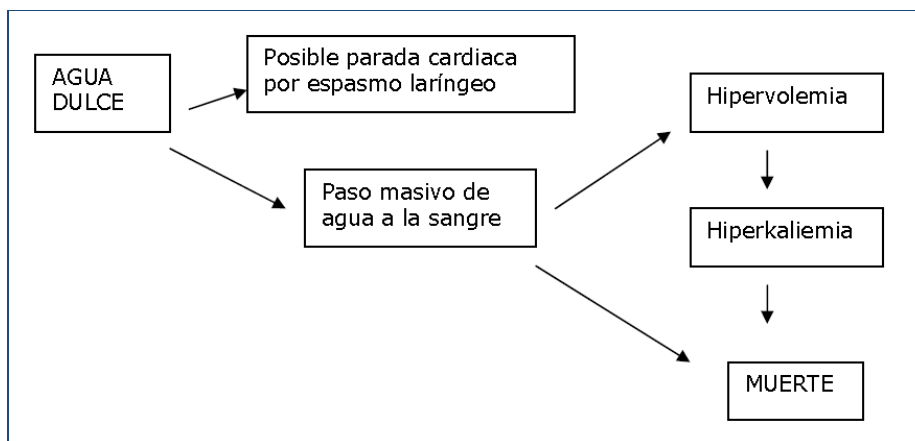 AGUA
DULCE
Posible parada cardiaca
por espasmo laríngeo
Hipervolemia
Paso masivo de
agua a la sangre
Hiperkaliemia
MUERTE